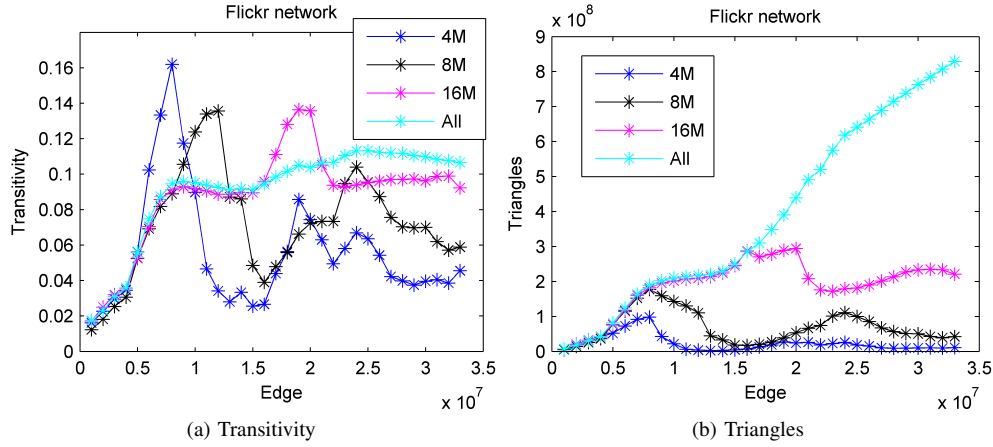 Flickr network
4M
8M
16M
All
0.16
0.14
0.12
0.1
0.08
0.06
0.04
0.02
0
Transitivity
0 0.5 1 1.5 2 2.5 3 3.5
Edge
x 10^7
(a) Transitivity
x 10^8
Flickr network
4M
8M
16M
All
9
8
7
6
5
4
3
2
1
0
Triangles
0 0.5 1 1.5 2 2.5 3 3.5
Edge
x 10^7
(b) Triangles